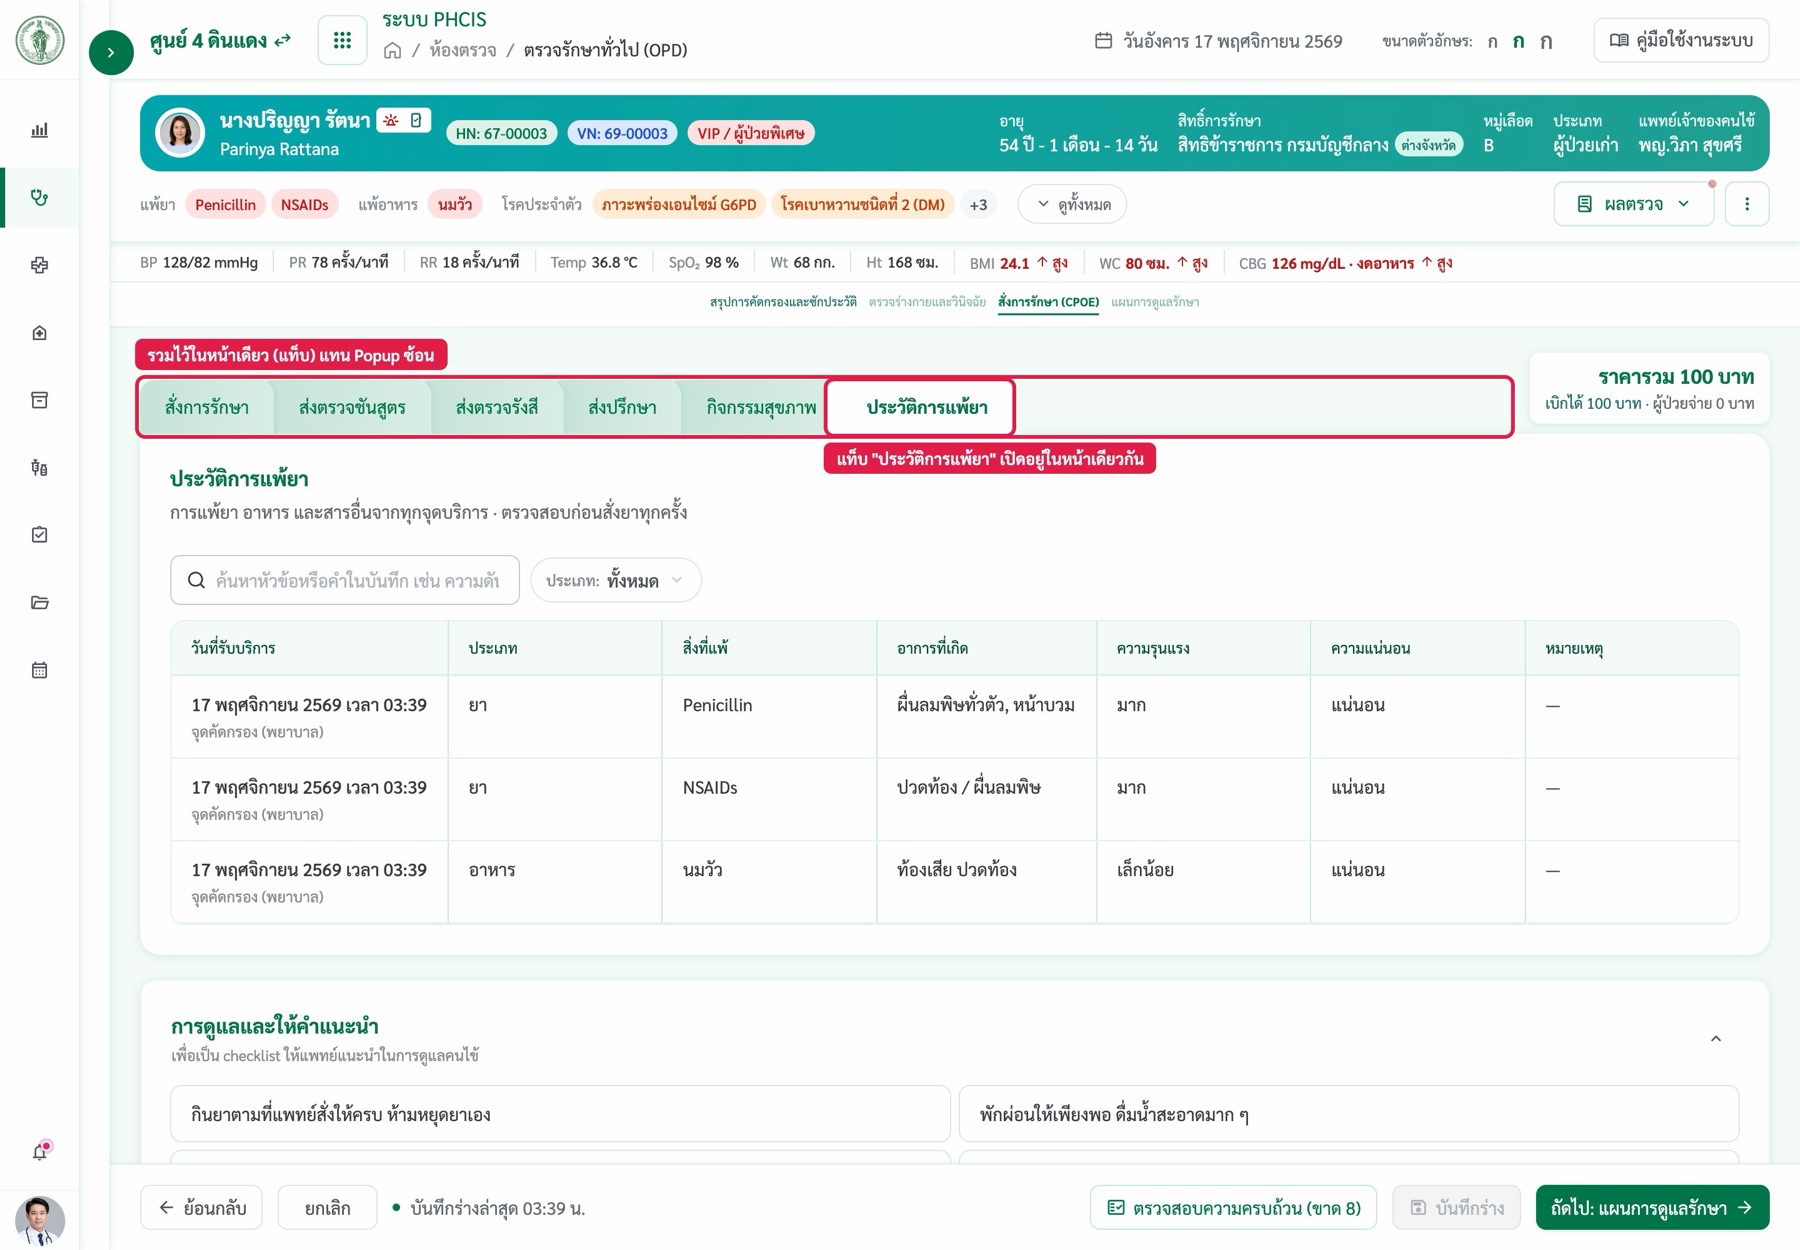 ศูนย์ 4 ดินแดง
ระบบ PHCIS
/ ห้องตรวจ / ตรวจรักษาทั่วไป (OPD)
วันอังคาร 17 พฤศจิกายน 2569
ขนาดตัวอักษร: ก ก ก
คู่มือใช้งานระบบ
นางปริญญา รัตนา
Parinya Rattana
HN: 67-00003
VN: 69-00003
VIP / ผู้ป่วยพิเศษ
อายุ
54 ปี - 1 เดือน - 14 วัน
สิทธิ์การรักษา
สิทธิข้าราชการ กรมบัญชีกลาง ต่างจังหวัด
หมู่เลือด
B
ประเภท
ผู้ป่วยเก่า
แพทย์เจ้าของคนไข้
พญ.วิภา สุขศรี
แพ้ยา Penicillin NSAIDs แพ้อาหาร นมวัว โรคประจำตัว ภาวะพร่องเอนไซม์ G6PD โรคเบาหวานชนิดที่ 2 (DM) +3 ดูทั้งหมด
ผลตรวจ
BP 128/82 mmHg PR 78 ครั้ง/นาที RR 18 ครั้ง/นาที Temp 36.8 °C SpO₂ 98 % Wt 68 กก. Ht 168 ซม. BMI 24.1 ↑ สูง WC 80 ซม. ↑ สูง CBG 126 mg/dL · งดอาหาร ↑ สูง
สรุปการคัดกรองและซักประวัติ ตรวจร่างกายและวินิจฉัย สั่งการรักษา (CPOE) แผนการดูแลรักษา
รวมไว้ในหน้าเดียว (แท็บ) แทน Popup ซ้อน
สั่งการรักษา ส่งตรวจชันสูตร ส่งตรวจรังสี ส่งปรึกษา กิจกรรมสุขภาพ ประวัติการแพ้ยา
ราคารวม 100 บาท
เบิกได้ 100 บาท · ผู้ป่วยจ่าย 0 บาท
แท็บ "ประวัติการแพ้ยา" เปิดอยู่ในหน้าเดียวกัน
ประวัติการแพ้ยา
การแพ้ยา อาหาร และสารอื่นจากทุกจุดบริการ · ตรวจสอบก่อนสั่งยาทุกครั้ง
ค้นหาหัวข้อหรือคำในบันทึก เช่น ความดัน
ประเภท: ทั้งหมด
วันที่รับบริการ ประเภท สิ่งที่แพ้ อาการที่เกิด ความรุนแรง ความแน่นอน หมายเหตุ
17 พฤศจิกายน 2569 เวลา 03:39 ยา Penicillin ผื่นลมพิษทั่วตัว, หน้าบวม มาก แน่นอน —
จุดคัดกรอง (พยาบาล)
17 พฤศจิกายน 2569 เวลา 03:39 ยา NSAIDs ปวดท้อง / ผื่นลมพิษ มาก แน่นอน —
จุดคัดกรอง (พยาบาล)
17 พฤศจิกายน 2569 เวลา 03:39 อาหาร นมวัว ท้องเสีย ปวดท้อง เล็กน้อย แน่นอน —
จุดคัดกรอง (พยาบาล)
การดูแลและให้คำแนะนำ
เพื่อเป็น checklist ให้แพทย์แนะนำในการดูแลคนไข้
กินยาตามที่แพทย์สั่งให้ครบ ห้ามหยุดยาเอง
พักผ่อนให้เพียงพอ ดื่มน้ำสะอาดมาก ๆ
← ย้อนกลับ
ยกเลิก
บันทึกร่างล่าสุด 03:39 น.
ตรวจสอบความครบถ้วน (ขาด 8)
บันทึกร่าง
ถัดไป: แผนการดูแลรักษา →